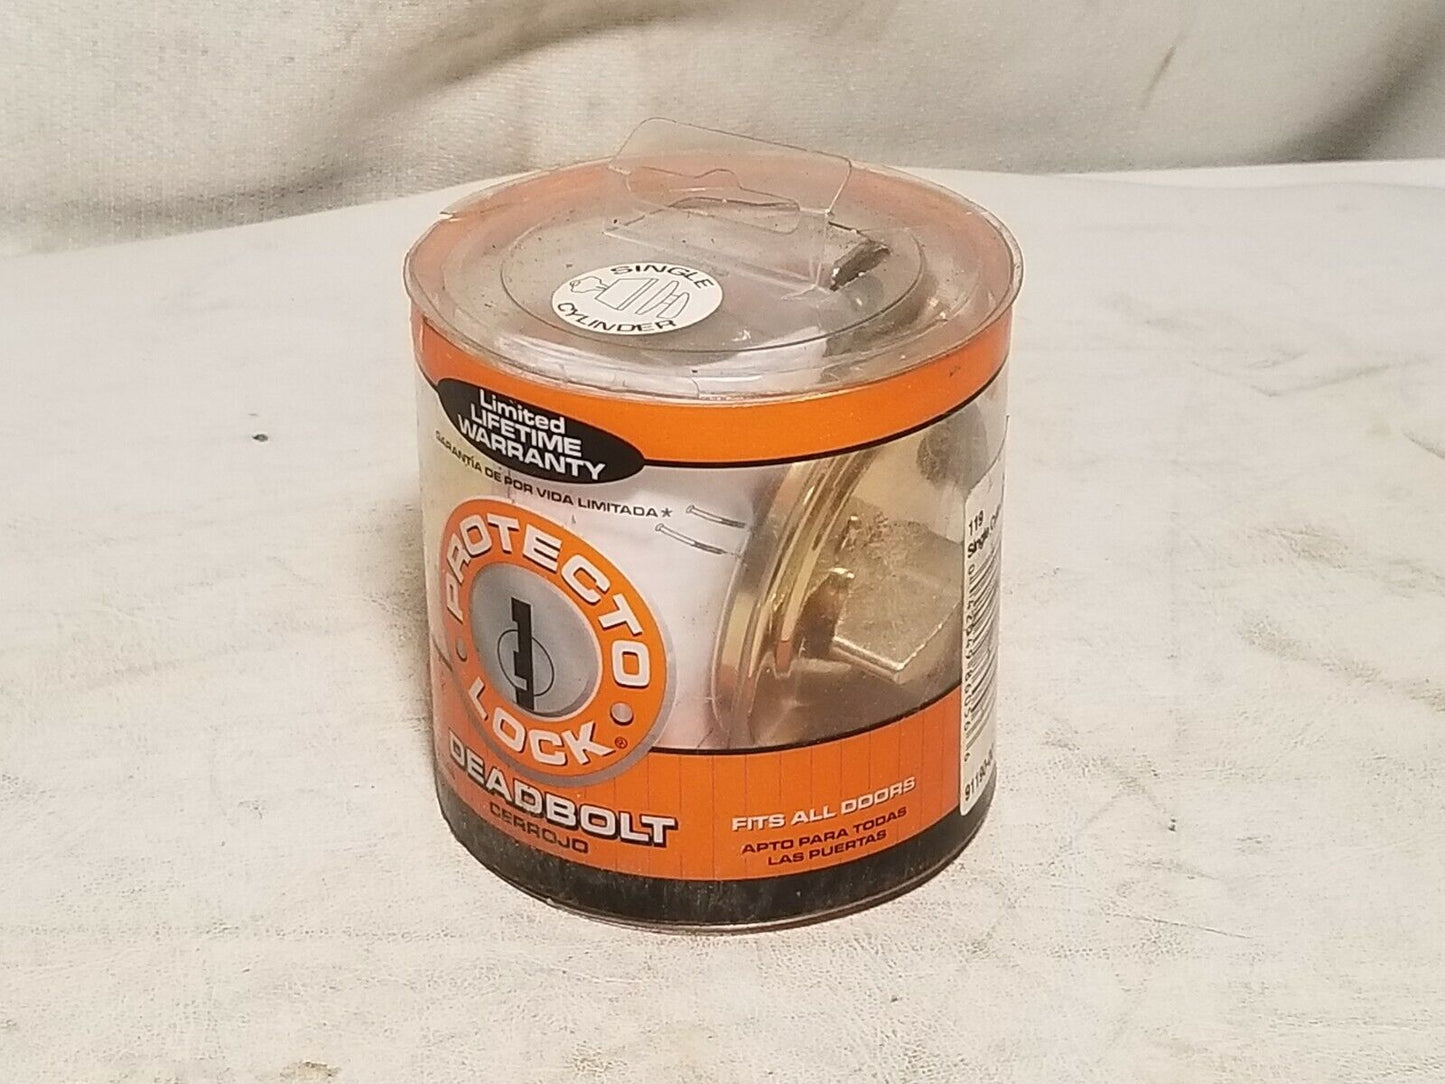 SINGLE
CYLINDER
Limited
LIFETIME
WARRANTY
GARANTÍA DE POR VIDA LIMITADA*
PROTECTO
LOCK®
DEADBOLT
CERROJO
FITS ALL DOORS
APTO PARA TODAS
LAS PUERTAS
119
Single